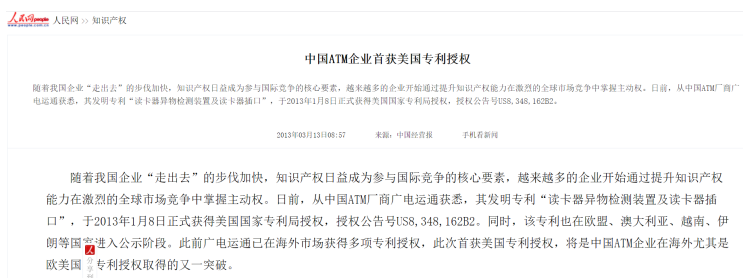 人民网 people
www.people.com.cn
人民网 >> 知识产权
中国ATM企业首获美国专利授权
随着我国企业“走出去”的步伐加快，知识产权日益成为参与国际竞争的核心要素，越来越多的企业开始通过提升知识产权能力在激烈的全球市场竞争中掌握主动权。日前，从中国ATM厂商广
电运通获悉，其发明专利“读卡器异物检测装置及读卡器插口”，于2013年1月8日正式获得美国国家专利局授权，授权公告号US8,348,162B2。
2013年03月13日08:57 来源：中国经营报 手机看新闻
随着我国企业“走出去”的步伐加快，知识产权日益成为参与国际竞争的核心要素，越来越多的企业开始通过提升知识产权
能力在激烈的全球市场竞争中掌握主动权。日前，从中国ATM厂商广电运通获悉，其发明专利“读卡器异物检测装置及读卡器插
口”，于2013年1月8日正式获得美国国家专利局授权，授权公告号US8,348,162B2。同时，该专利也在欧盟、澳大利亚、越南、伊
朗等国家进入公示阶段。此前广电运通已在海外市场获得多项专利授权，此次首获美国专利授权，将是中国ATM企业在海外尤其是
欧美国 专利授权取得的又一突破。
人
分
享